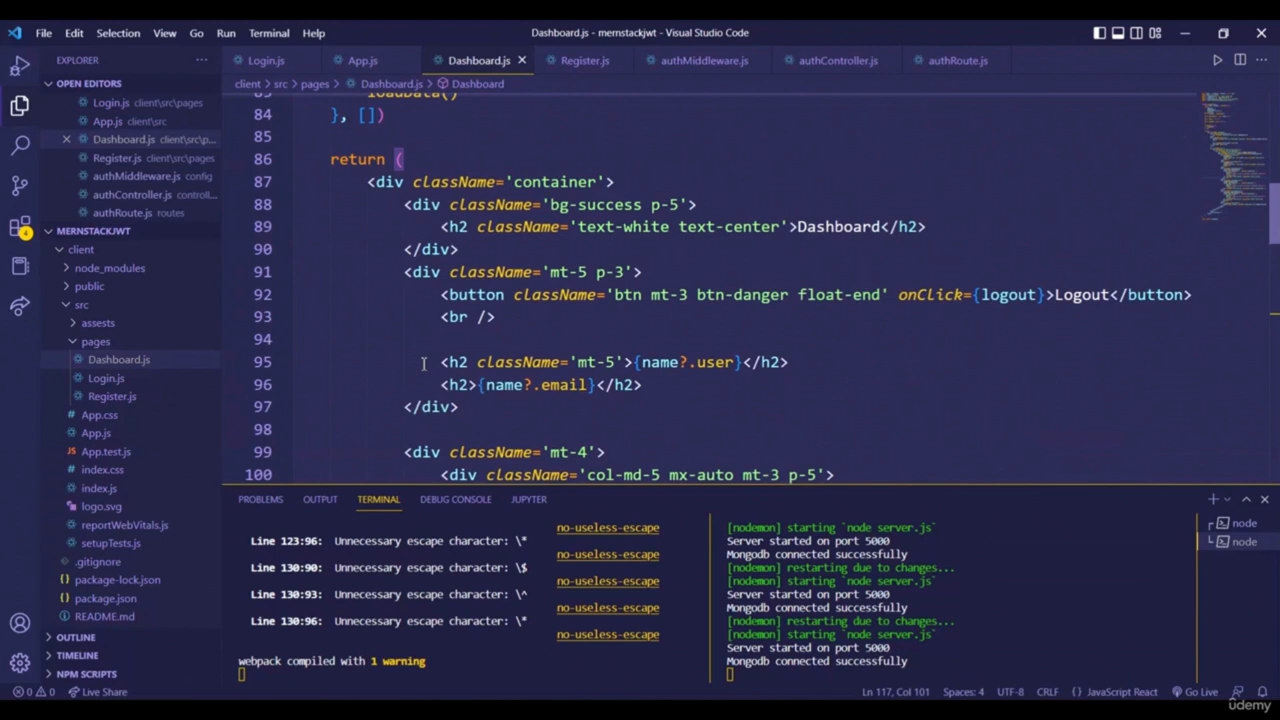 File Edit Selection View Go Run Terminal Help
Dashboard.js - mernstackjwt - Visual Studio Code
EXPLORER ...
OPEN EDITORS
Login.js client\src\pages
App.js client\src
Dashboard.js client\src\p...
Register.js client\src\pages
authMiddleware.js config
authController.js controll...
authRoute.js routes
MERNSTACKJWT
client
node_modules
public
src
assests
pages
Dashboard.js
Login.js
Register.js
App.css
App.js
App.test.js
index.css
index.js
logo.svg
reportWebVitals.js
setupTests.js
.gitignore
package-lock.json
package.json
README.md
OUTLINE
TIMELINE
NPM SCRIPTS
4
Login.js App.js Dashboard.js Register.js authMiddleware.js authController.js authRoute.js
client > src > pages > Dashboard.js > Dashboard
83 loadData()
84 }, [])
85
86 return (
87 <div className='container'>
88 <div className='bg-success p-5'>
89 <h2 className='text-white text-center'>Dashboard</h2>
90 </div>
91 <div className='mt-5 p-3'>
92 <button className='btn mt-3 btn-danger float-end' onClick={logout}>Logout</button>
93 <br />
94
95 <h2 className='mt-5'>{name?.user}</h2>
96 <h2>{name?.email}</h2>
97 </div>
98
99 <div className='mt-4'>
100 <div className='col-md-5 mx-auto mt-3 p-5'>
PROBLEMS OUTPUT TERMINAL DEBUG CONSOLE JUPYTER
no-useless-escape
Line 123:96: Unnecessary escape character: \*
no-useless-escape
Line 130:90: Unnecessary escape character: \$
no-useless-escape
Line 130:93: Unnecessary escape character: \^
no-useless-escape
Line 130:96: Unnecessary escape character: \*
no-useless-escape
webpack compiled with 1 warning
[nodemon] starting `node server.js`
Server started on port 5000
Mongodb connected successfully
[nodemon] restarting due to changes...
[nodemon] starting `node server.js`
Server started on port 5000
Mongodb connected successfully
[nodemon] restarting due to changes...
[nodemon] starting `node server.js`
Server started on port 5000
Mongodb connected successfully
node
node
0 0 Live Share
Ln 117, Col 101 Spaces: 4 UTF-8 CRLF {} JavaScript React Go Live
udemy